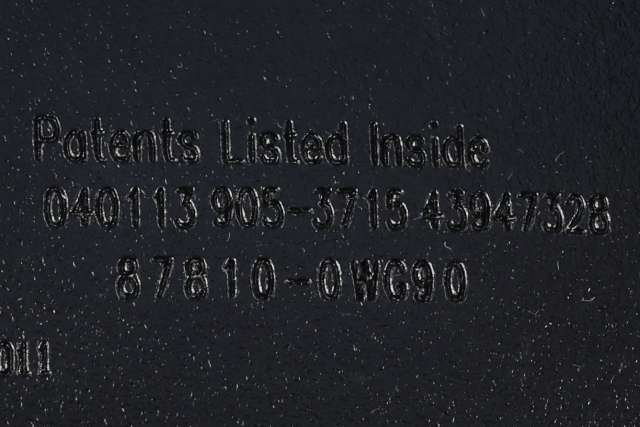 Patents Listed Inside
040113 905-3715 43947328
87810-0WG90
011